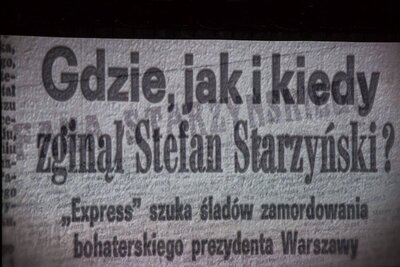 Gdzie, jak i kiedy
zginął Stefan Starzyński?
„Express” szuka śladów zamordowania
bohaterskiego prezydenta Warszawy